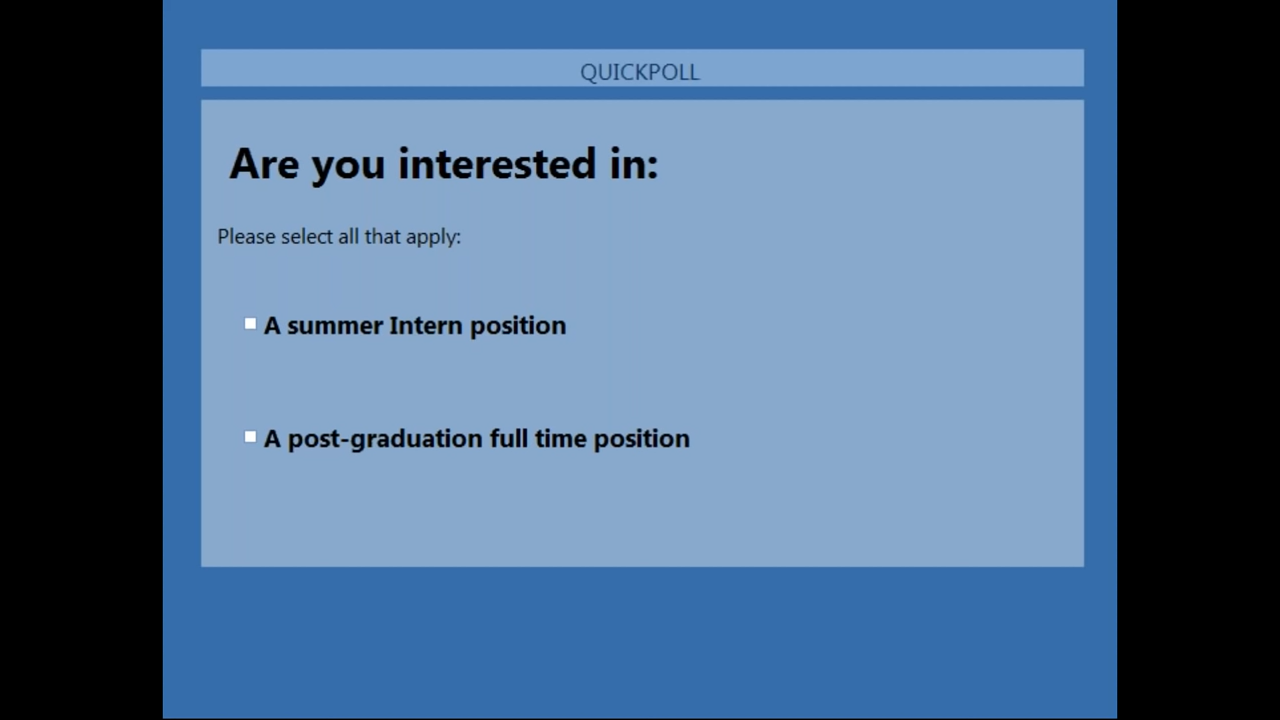 QUICKPOLL
Are you interested in:
Please select all that apply:
A summer Intern position
A post-graduation full time position